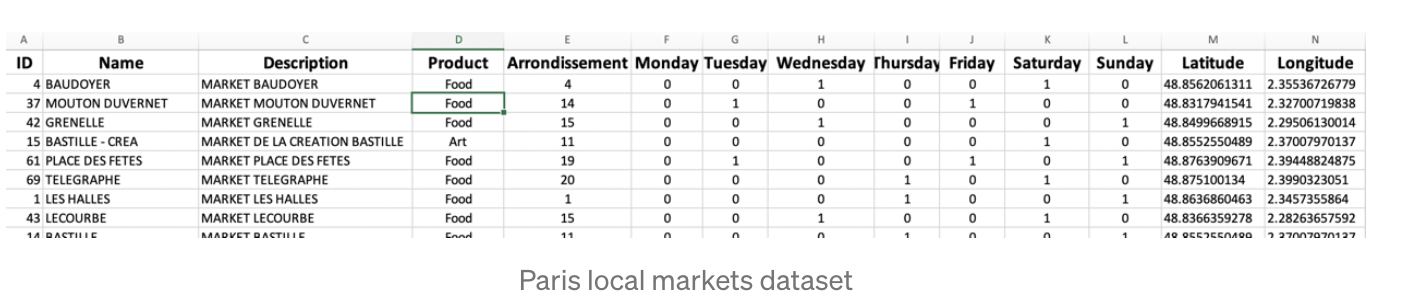 A B C D E F G H I J K L M N
ID Name Description Product Arrondissement Monday Tuesday Wednesday Thursday Friday Saturday Sunday Latitude Longitude
4 BAUDOYER MARKET BAUDOYER Food 4 0 0 1 0 0 1 0 48.8562061311 2.35536726779
37 MOUTON DUVERNET MARKET MOUTON DUVERNET Food 14 0 1 0 0 1 0 0 48.8317941541 2.32700719838
42 GRENELLE MARKET GRENELLE Food 15 0 0 1 0 0 0 1 48.8499668915 2.29506130014
15 BASTILLE - CREA MARKET DE LA CREATION BASTILLE Art 11 0 0 0 0 0 1 0 48.8552550489 2.37007970137
61 PLACE DES FETES MARKET PLACE DES FETES Food 19 0 1 0 0 1 0 1 48.8763909671 2.39448824875
69 TELEGRAPHE MARKET TELEGRAPHE Food 20 0 0 0 1 0 1 0 48.875100134 2.3990323051
1 LES HALLES MARKET LES HALLES Food 1 0 0 0 1 0 0 1 48.8636860463 2.3457355864
43 LECOURBE MARKET LECOURBE Food 15 0 0 1 0 0 1 0 48.8366359278 2.28263657592
14 BASTILLE MARKET BASTILLE Food 11 0 0 0 1 0 0 1 48.8552550489 2.37007970137
Paris local markets dataset